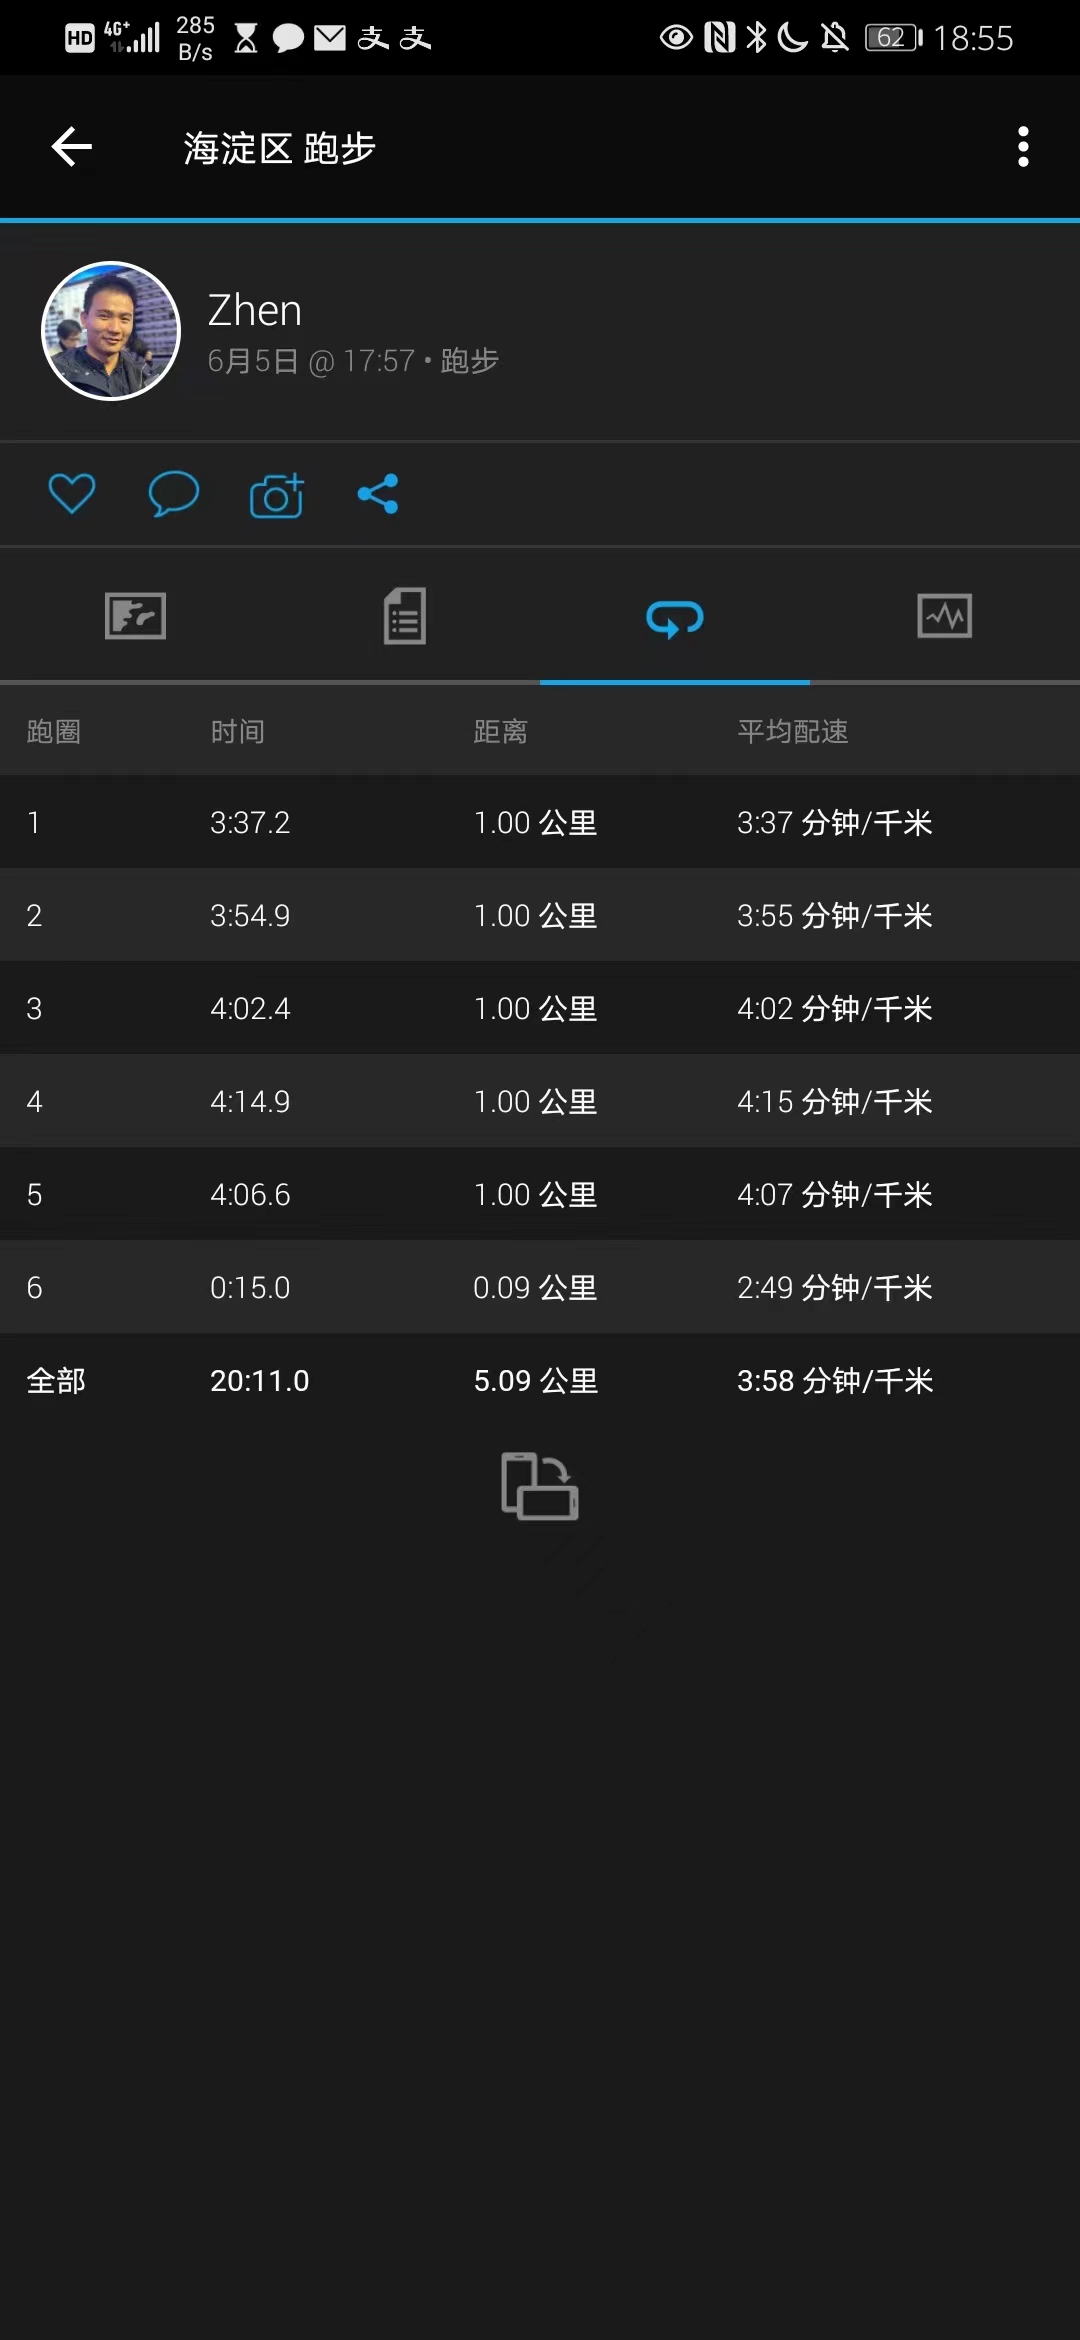 HD 4G+ 285 B/s 支 支 62 18:55
海淀区 跑步
Zhen
6月5日 @ 17:57 • 跑步
跑圈 时间 距离 平均配速
1 3:37.2 1.00 公里 3:37 分钟/千米
2 3:54.9 1.00 公里 3:55 分钟/千米
3 4:02.4 1.00 公里 4:02 分钟/千米
4 4:14.9 1.00 公里 4:15 分钟/千米
5 4:06.6 1.00 公里 4:07 分钟/千米
6 0:15.0 0.09 公里 2:49 分钟/千米
全部 20:11.0 5.09 公里 3:58 分钟/千米